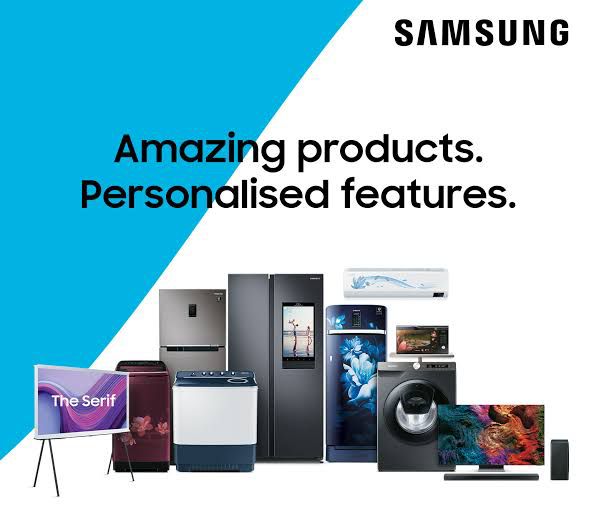 SAMSUNG
Amazing products.
Personalised features.
The Serif